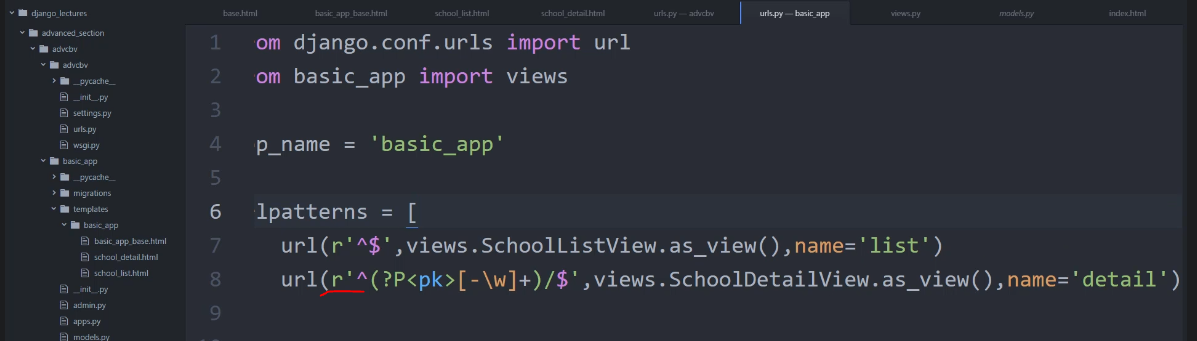 django_lectures
base.html
basic_app_base.html
school_list.html
school_detail.html
urls.py — advcbv
urls.py — basic_app
views.py
models.py
index.html
advanced_section
advcbv
advcbv
__pycache__
__init__.py
settings.py
urls.py
wsgi.py
basic_app
__pycache__
migrations
templates
basic_app
basic_app_base.html
school_detail.html
school_list.html
__init__.py
admin.py
apps.py
models.py
1 om django.conf.urls import url
2 om basic_app import views
3
4 p_name = 'basic_app'
5
6 lpatterns = [
7 url(r'^$',views.SchoolListView.as_view(),name='list')
8 url(r'^(?P<pk>[-\w]+)/$',views.SchoolDetailView.as_view(),name='detail')
9